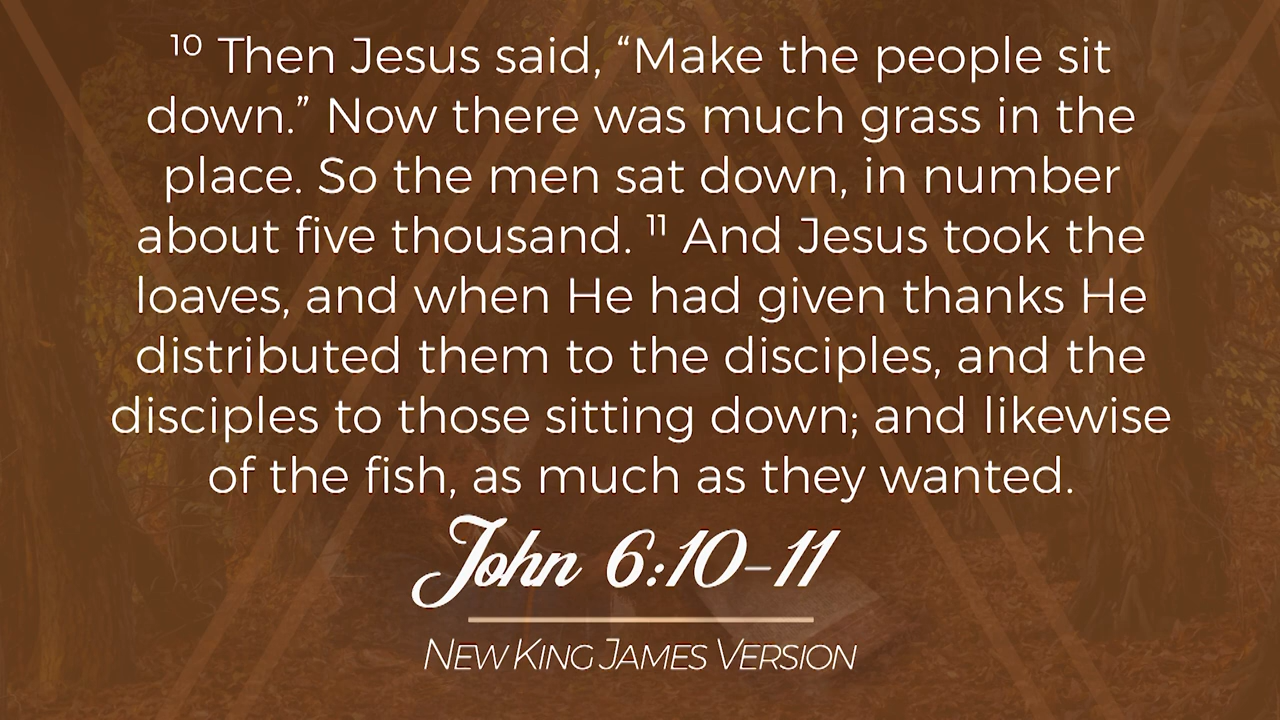 ¹⁰ Then Jesus said, “Make the people sit
down.” Now there was much grass in the
place. So the men sat down, in number
about five thousand. ¹¹ And Jesus took the
loaves, and when He had given thanks He
distributed them to the disciples, and the
disciples to those sitting down; and likewise
of the fish, as much as they wanted.
John 6:10-11
New King James Version